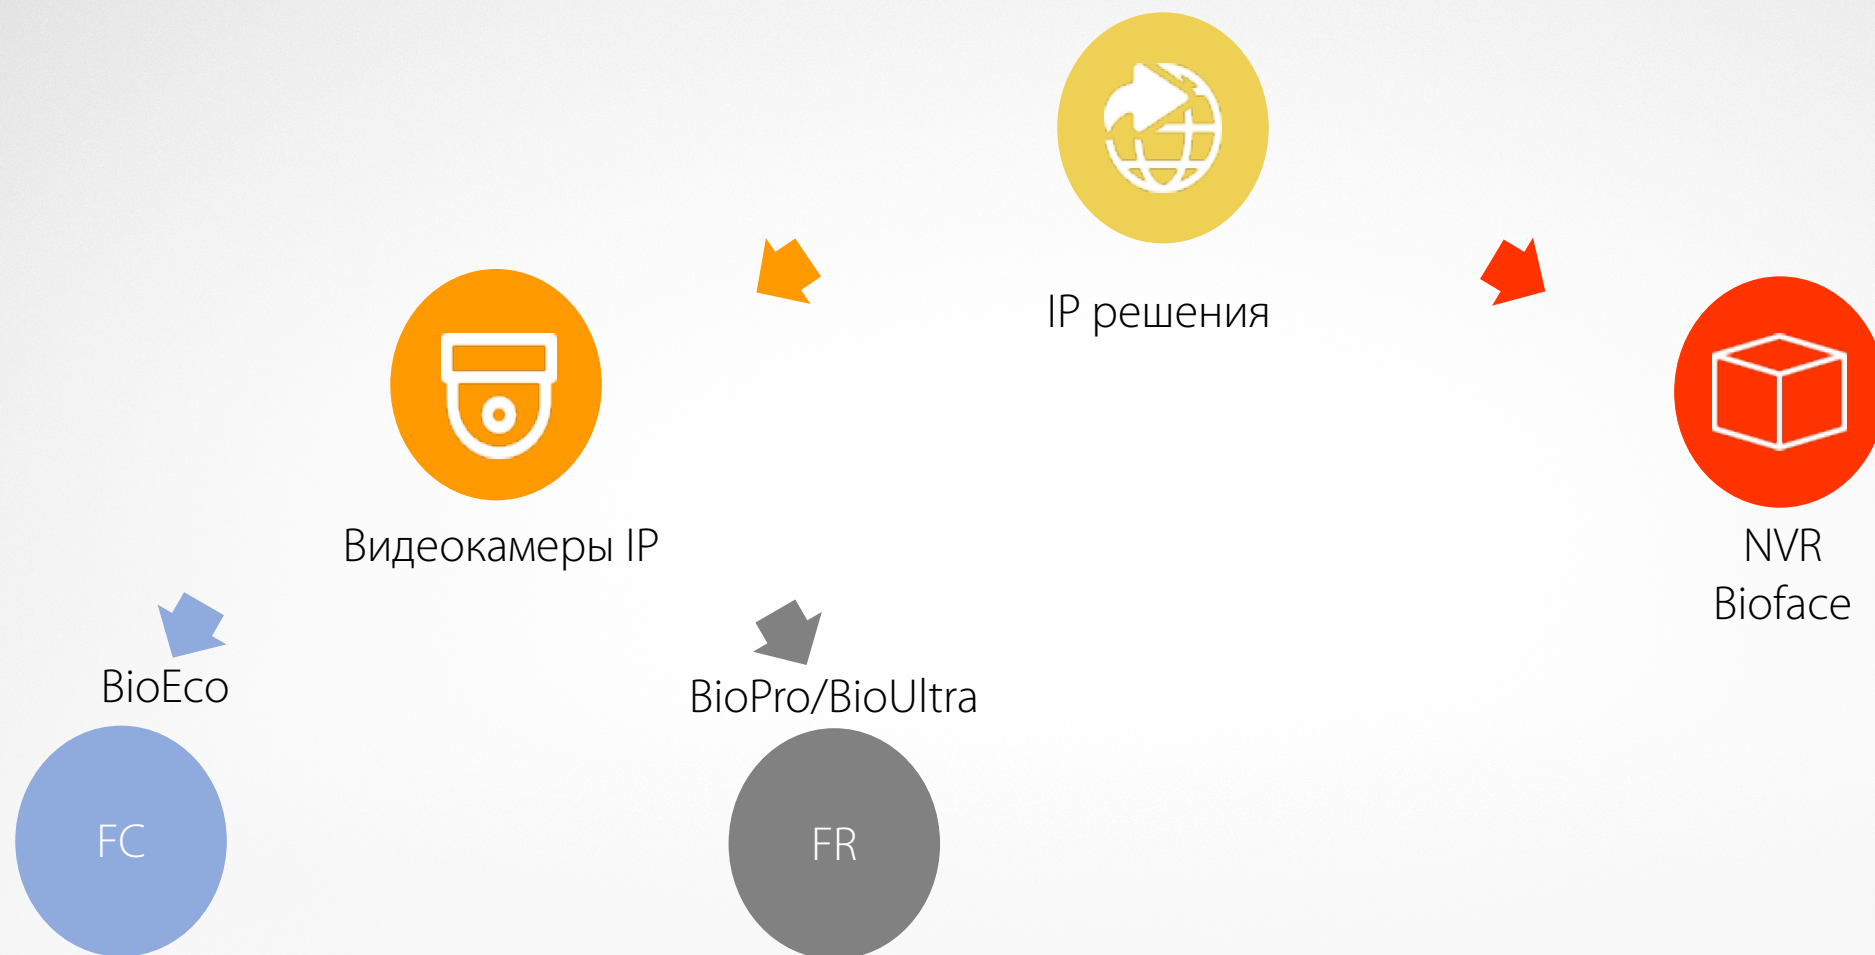 IP решения
Видеокамеры IP
NVR
Bioface
BioEco
BioPro/BioUltra
FC
FR